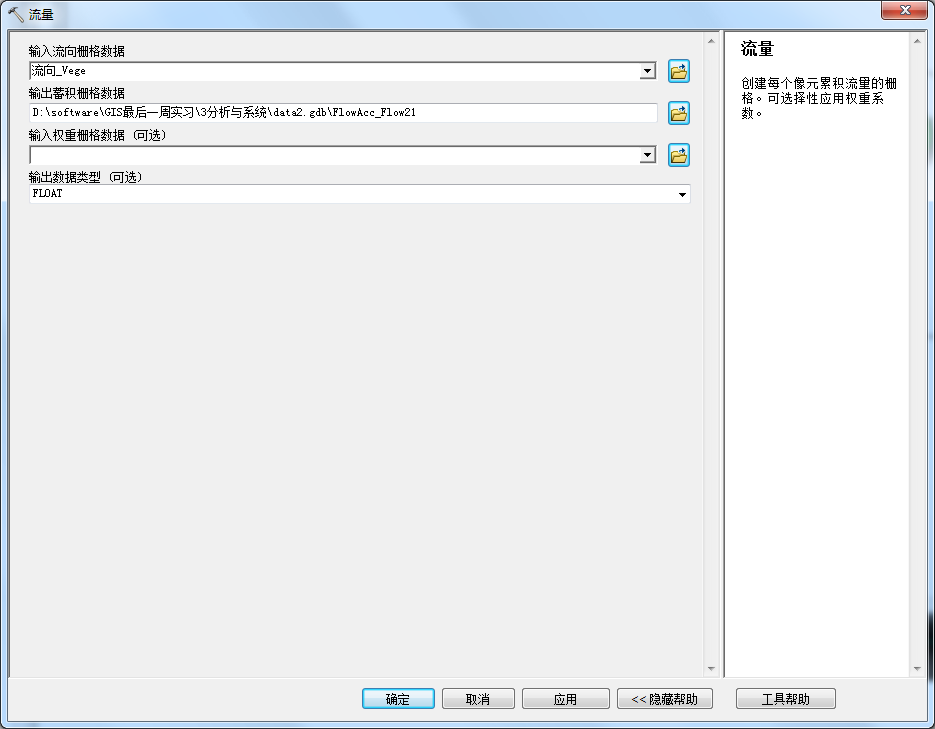 流量
输入流向栅格数据
流向_Vege
输出蓄积栅格数据
D:\software\GIS最后一周实习\3分析与系统\data2.gdb\FlowAcc_Flow21
输入权重栅格数据（可选）
输出数据类型（可选）
FLOAT
流量
创建每个像元累积流量的栅
格。可选择性应用权重系
数。
确定
取消
应用
<< 隐藏帮助
工具帮助